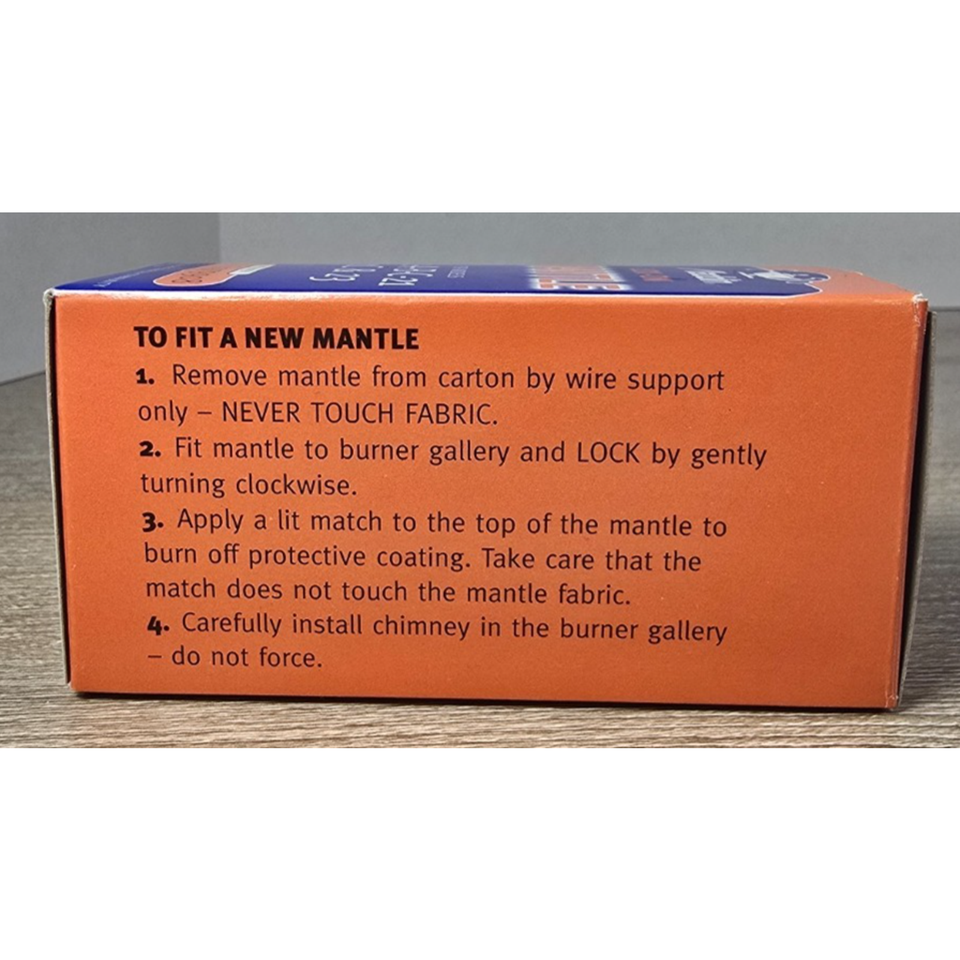 TO FIT A NEW MANTLE
1. Remove mantle from carton by wire support
only – NEVER TOUCH FABRIC.
2. Fit mantle to burner gallery and LOCK by gently
turning clockwise.
3. Apply a lit match to the top of the mantle to
burn off protective coating. Take care that the
match does not touch the mantle fabric.
4. Carefully install chimney in the burner gallery
– do not force.